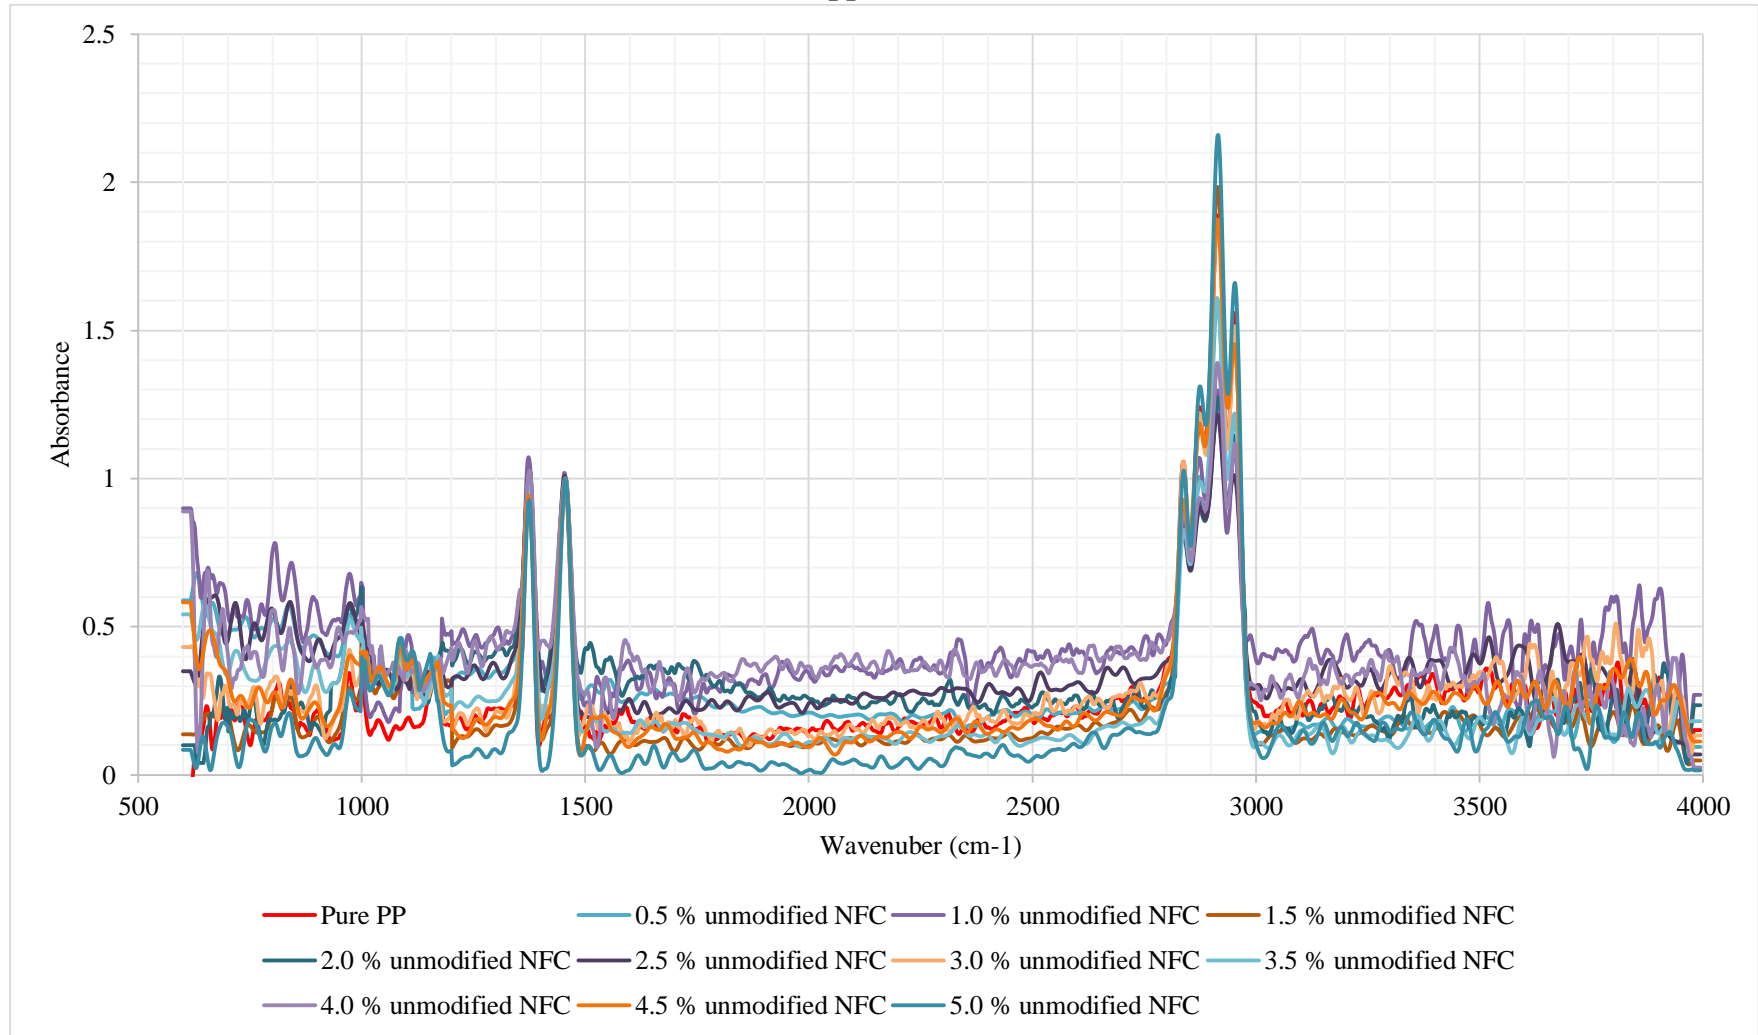 2.5
2
1.5
1
0.5
0
Absorbance
500 1000 1500 2000 2500 3000 3500 4000
Wavenuber (cm-1)
Pure PP 0.5 % unmodified NFC 1.0 % unmodified NFC 1.5 % unmodified NFC
2.0 % unmodified NFC 2.5 % unmodified NFC 3.0 % unmodified NFC 3.5 % unmodified NFC
4.0 % unmodified NFC 4.5 % unmodified NFC 5.0 % unmodified NFC